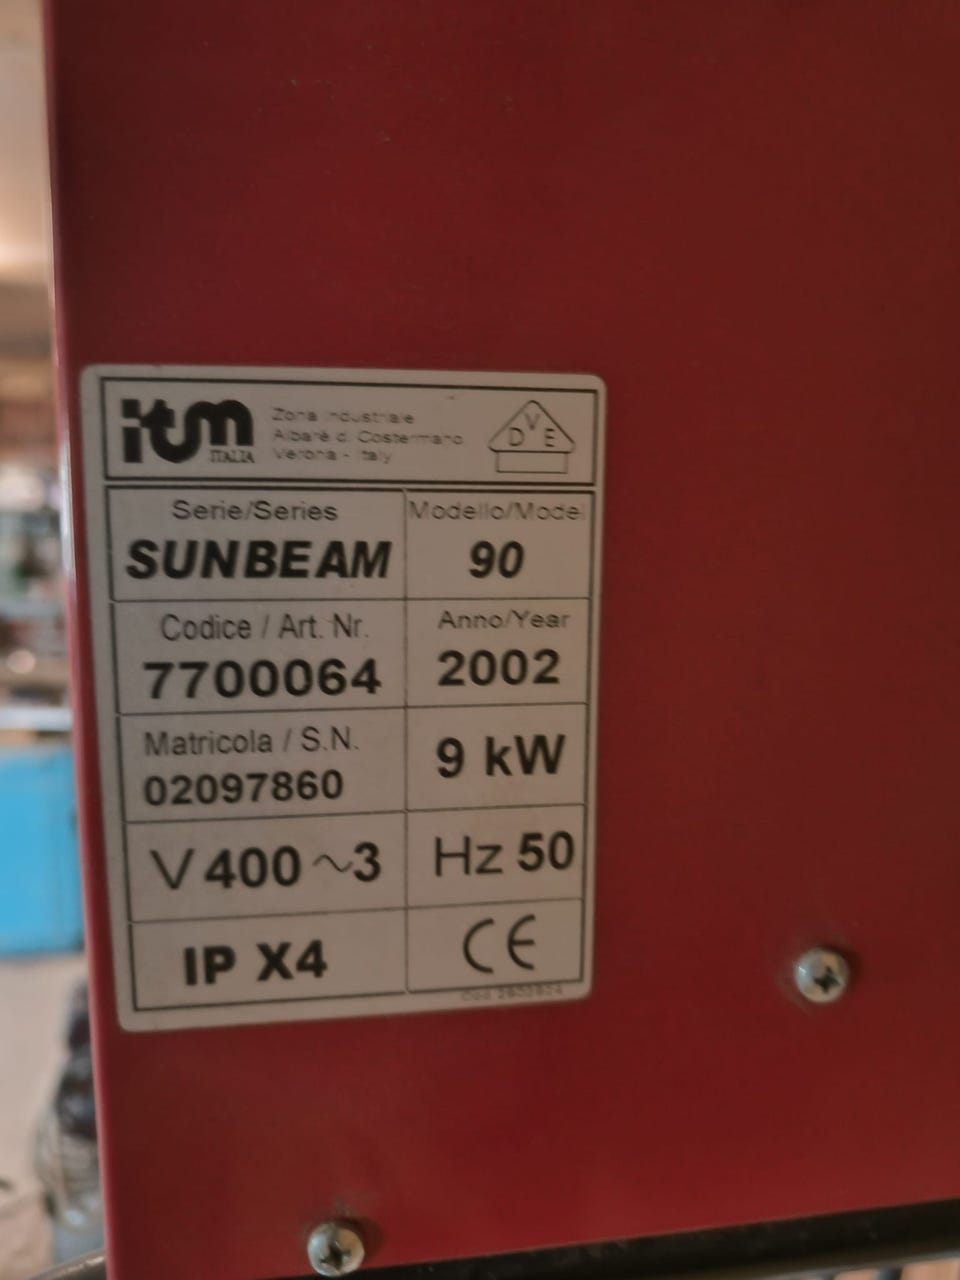 itm
ITALIA
Zona Industriale
Albarè di Costermano
Verona - Italy
D V E
Serie/Series
SUNBEAM
Modello/Model
90
Codice / Art. Nr.
7700064
Anno/Year
2002
Matricola / S.N.
02097860
9 kW
V 400 ~3
Hz 50
IP X4
CE